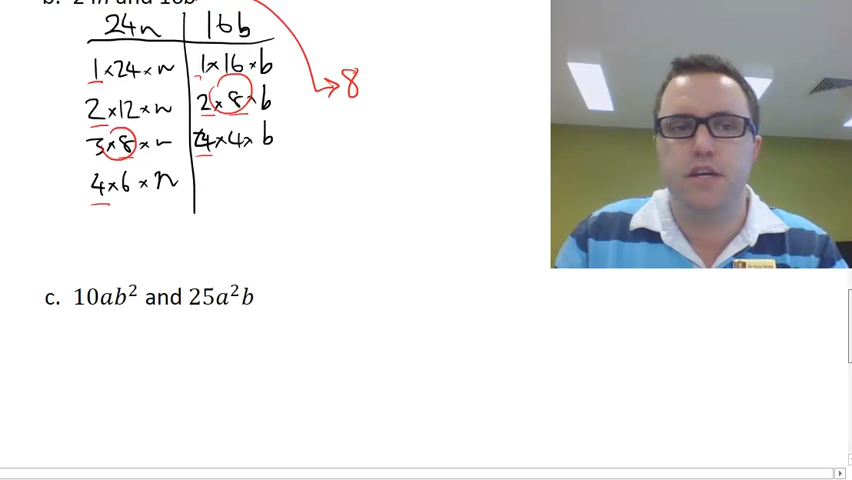 24n 16b
1×24×n 1×16×b
2×12×n 2×8×b → 8
3×8×n 4×4×b
4×6×n
c. 10ab² and 25a²b